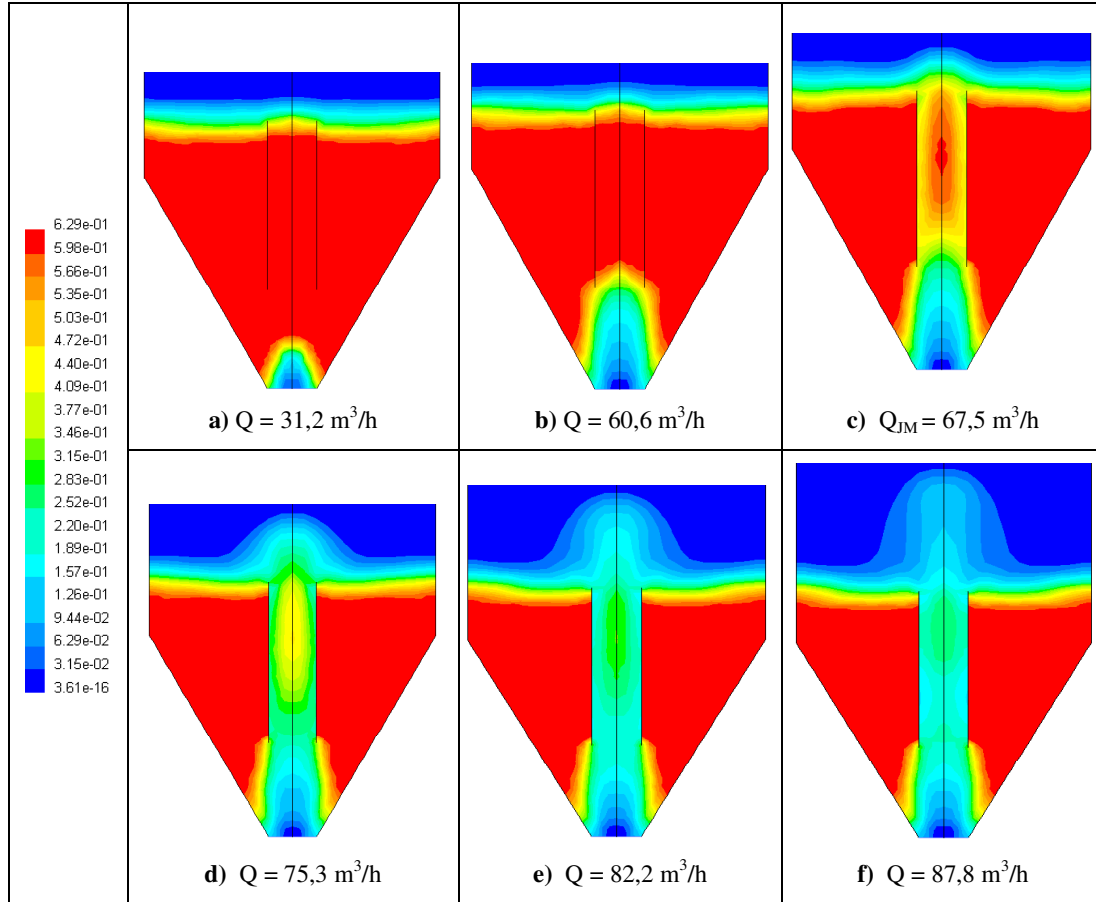 6.29e-01
5.98e-01
5.66e-01
5.35e-01
5.03e-01
4.72e-01
4.40e-01
4.09e-01
3.77e-01
3.46e-01
3.15e-01
2.83e-01
2.52e-01
2.20e-01
1.89e-01
1.57e-01
1.26e-01
9.44e-02
6.29e-02
3.15e-02
3.61e-16
a) Q = 31,2 m³/h
b) Q = 60,6 m³/h
c) Q_JM = 67,5 m³/h
d) Q = 75,3 m³/h
e) Q = 82,2 m³/h
f) Q = 87,8 m³/h